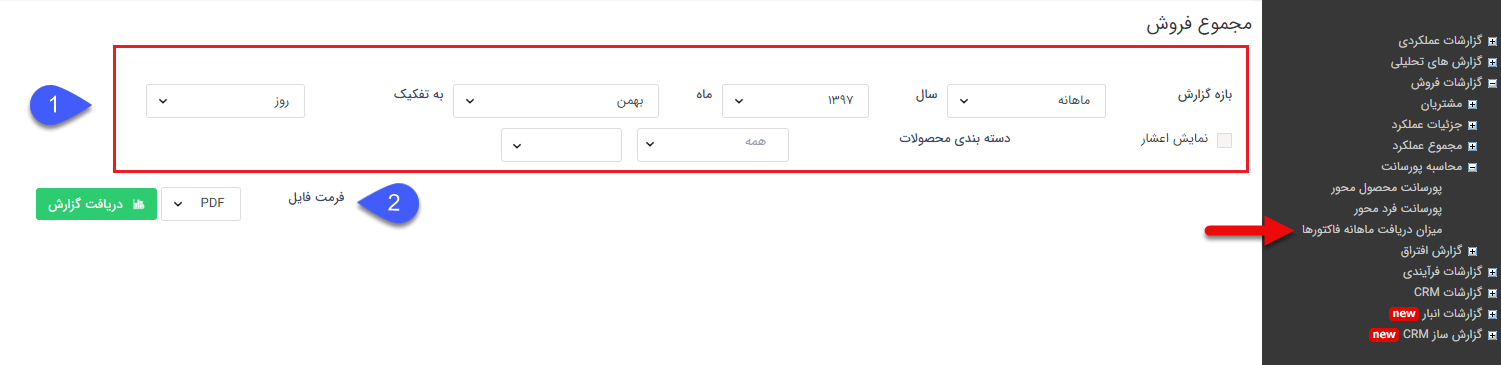 گزارشات عملکردی
گزارش های تحلیلی
گزارشات فروش
مشتریان
جزئیات عملکرد
مجموع عملکرد
محاسبه پورسانت
پورسانت محصول محور
پورسانت فرد محور
میزان دریافت ماهانه فاکتورها
گزارش افتراق
گزارشات فرآیندی
گزارشات CRM
گزارشات انبار new
گزارش ساز CRM new
مجموع فروش
بازه گزارش ماهانه سال ۱۳۹۷ ماه بهمن به تفکیک روز
1
نمایش اعشار دسته بندی محصولات همه
2
فرمت فایل PDF دریافت گزارش